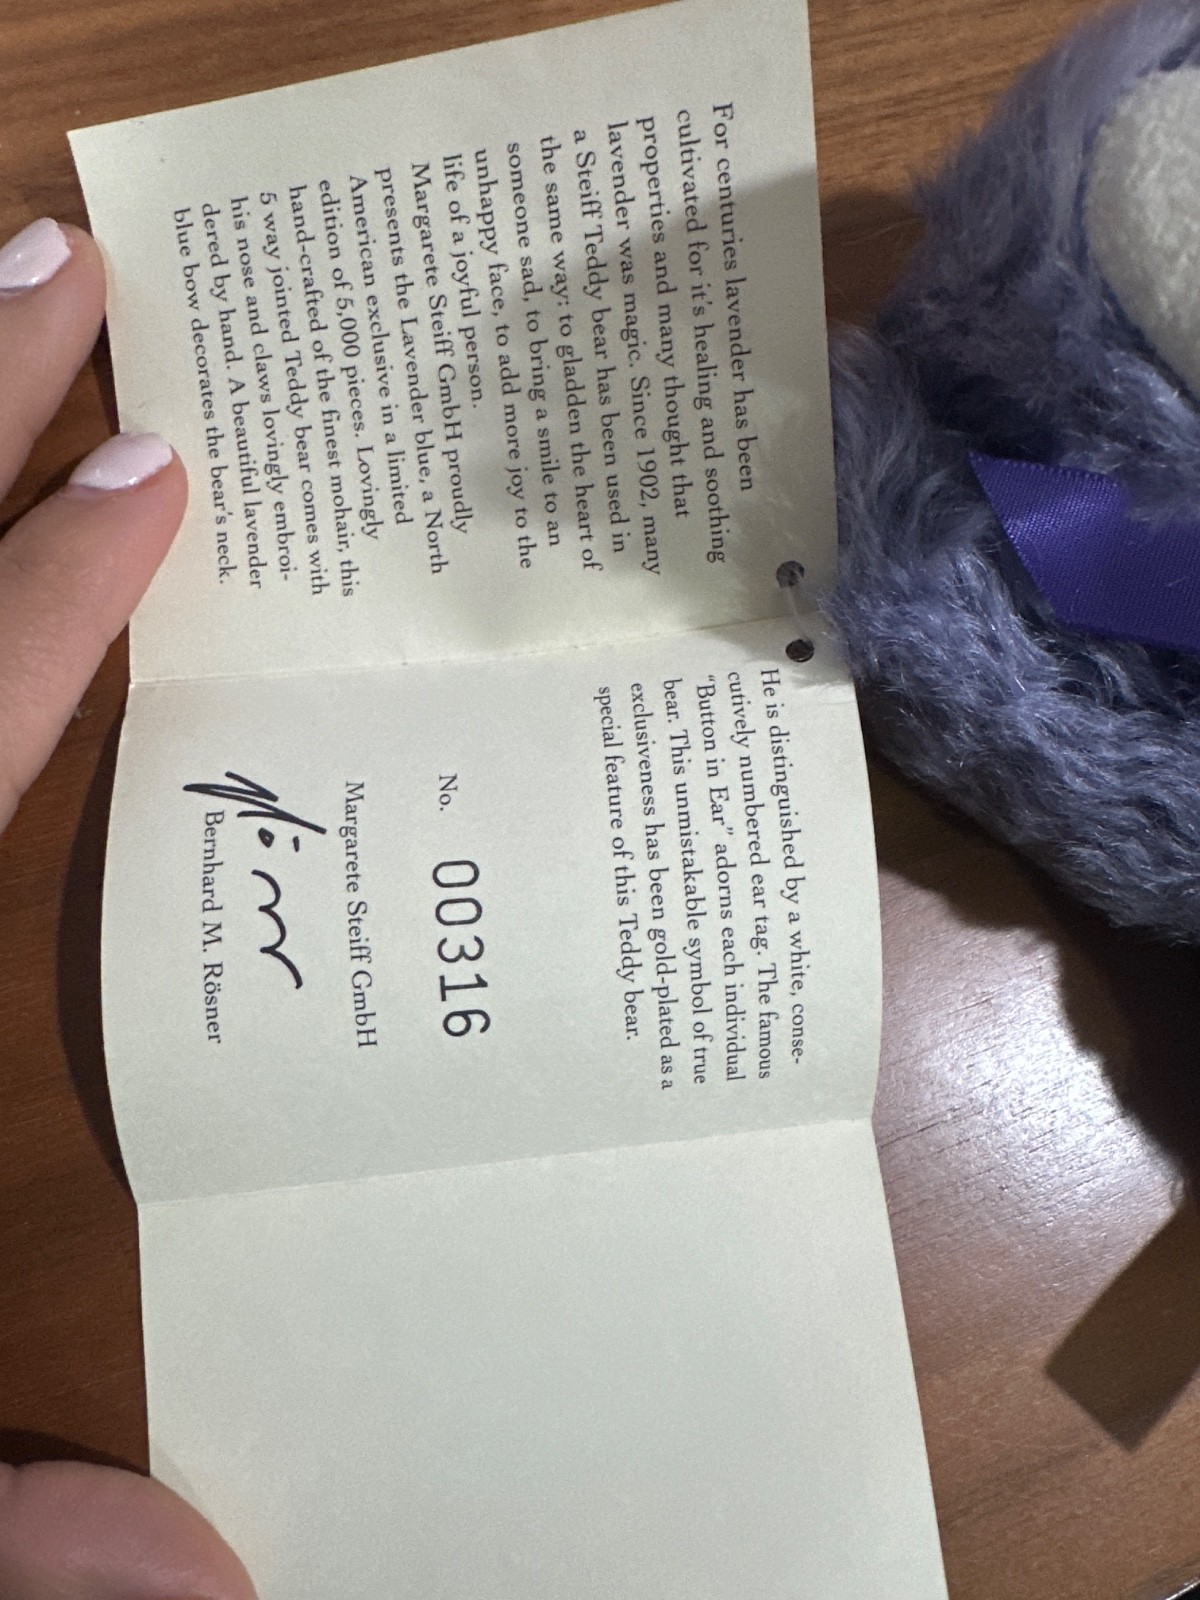 For centuries lavender has been
cultivated for it's healing and soothing
properties and many thought that
lavender was magic. Since 1902, many
a Steiff Teddy bear has been used in
the same way: to gladden the heart of
someone sad, to bring a smile to an
unhappy face, to add more joy to the
life of a joyful person.
Margarete Steiff GmbH proudly
presents the Lavender blue, a North
American exclusive in a limited
edition of 5,000 pieces. Lovingly
hand-crafted of the finest mohair, this
5 way jointed Teddy bear comes with
his nose and claws lovingly embroi-
dered by hand. A beautiful lavender
blue bow decorates the bear's neck.
He is distinguished by a white, conse-
cutively numbered ear tag. The famous
“Button in Ear” adorns each individual
bear. This unmistakable symbol of true
exclusiveness has been gold-plated as a
special feature of this Teddy bear.
No. 00316
Margarete Steiff GmbH
Bernhard M. Rösner